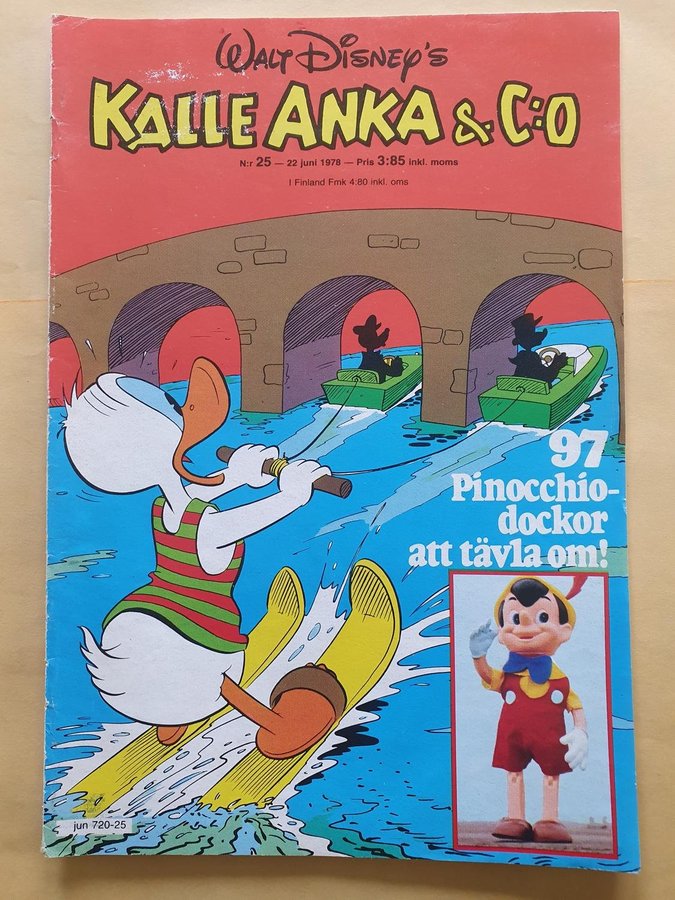 Walt Disney's
KALLE ANKA & C:O
N:r 25 — 22 juni 1978 — Pris 3:85 inkl. moms
I Finland Fmk 4:80 inkl. oms
97
Pinocchio-
dockor
att tävla om!
jun 720-25